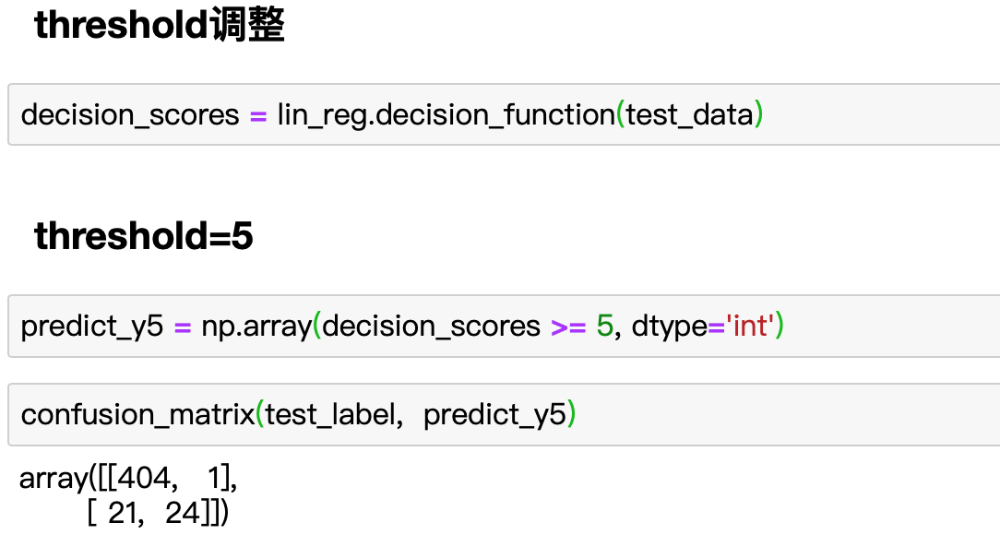 threshold调整
decision_scores = lin_reg.decision_function(test_data)
threshold=5
predict_y5 = np.array(decision_scores >= 5, dtype='int')
confusion_matrix(test_label, predict_y5)
array([[404, 1],
[ 21, 24]])